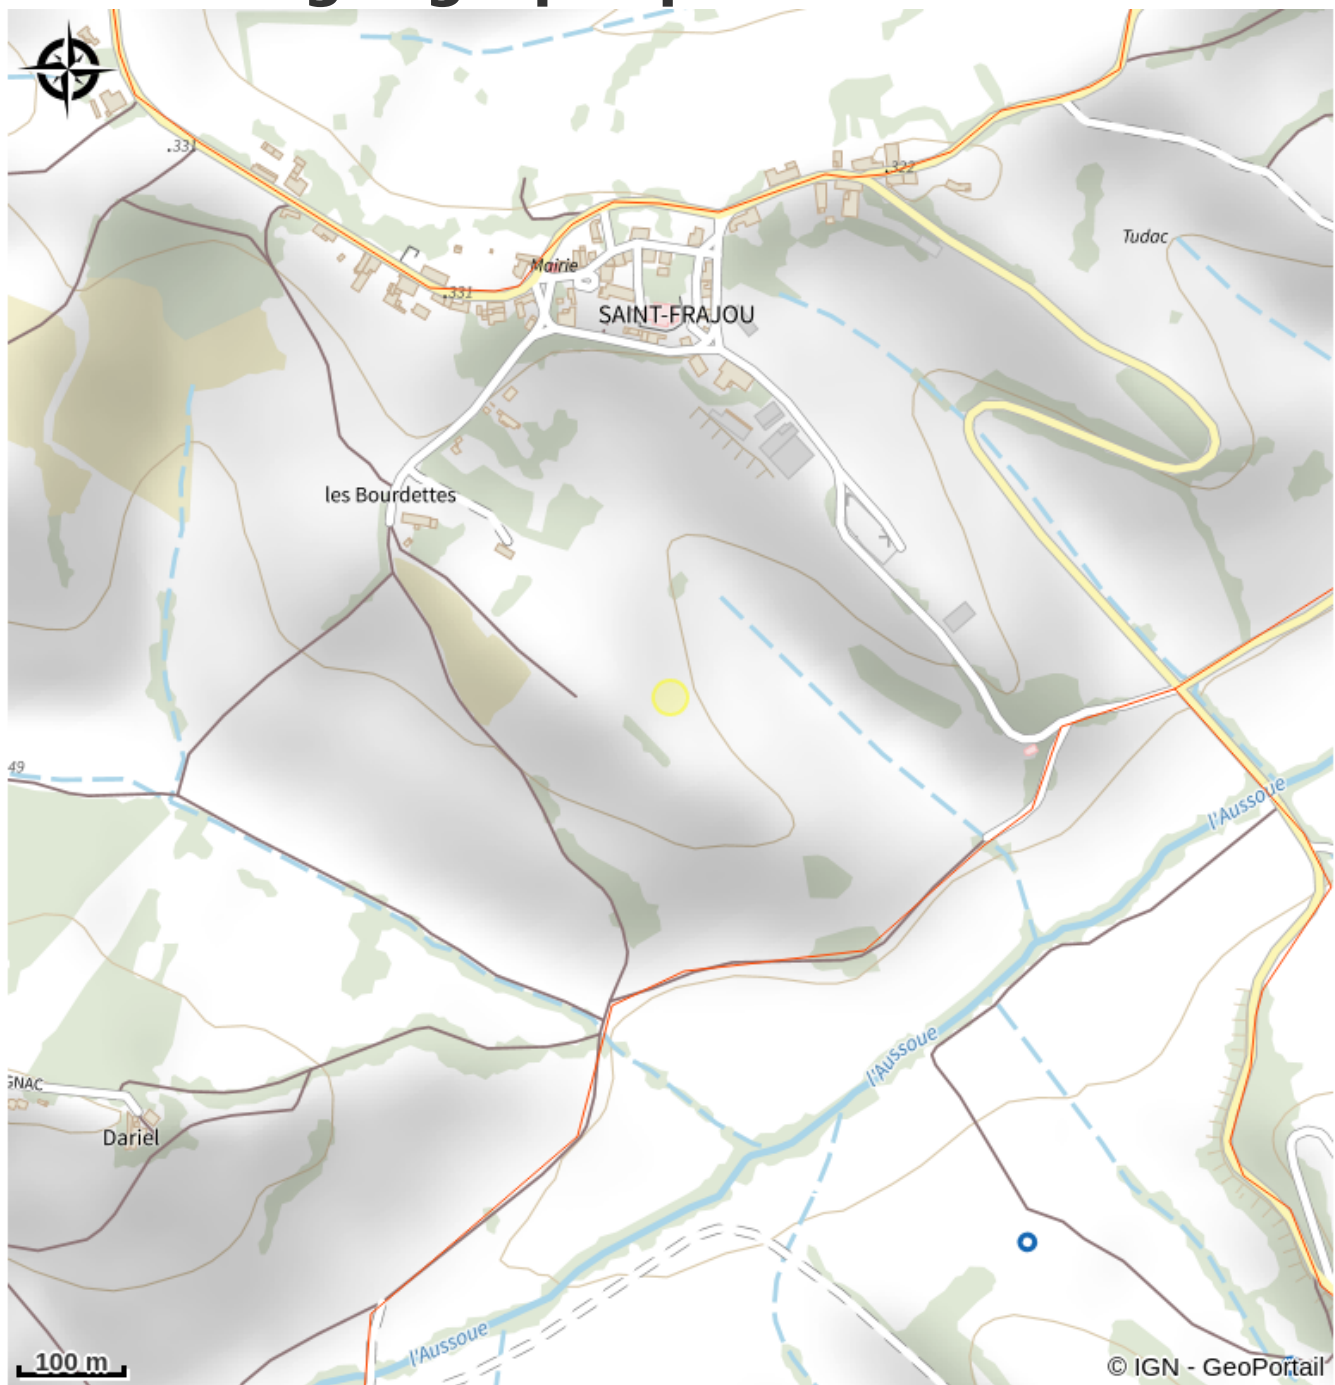 .331
.322
Tudac
Mairie
.331
SAINT-FRAJOU
les Bourdettes
49
l'Aussoue
l'Aussoue
GNAC
Dariel
l'Aussoue
100 m
© IGN - GeoPortail